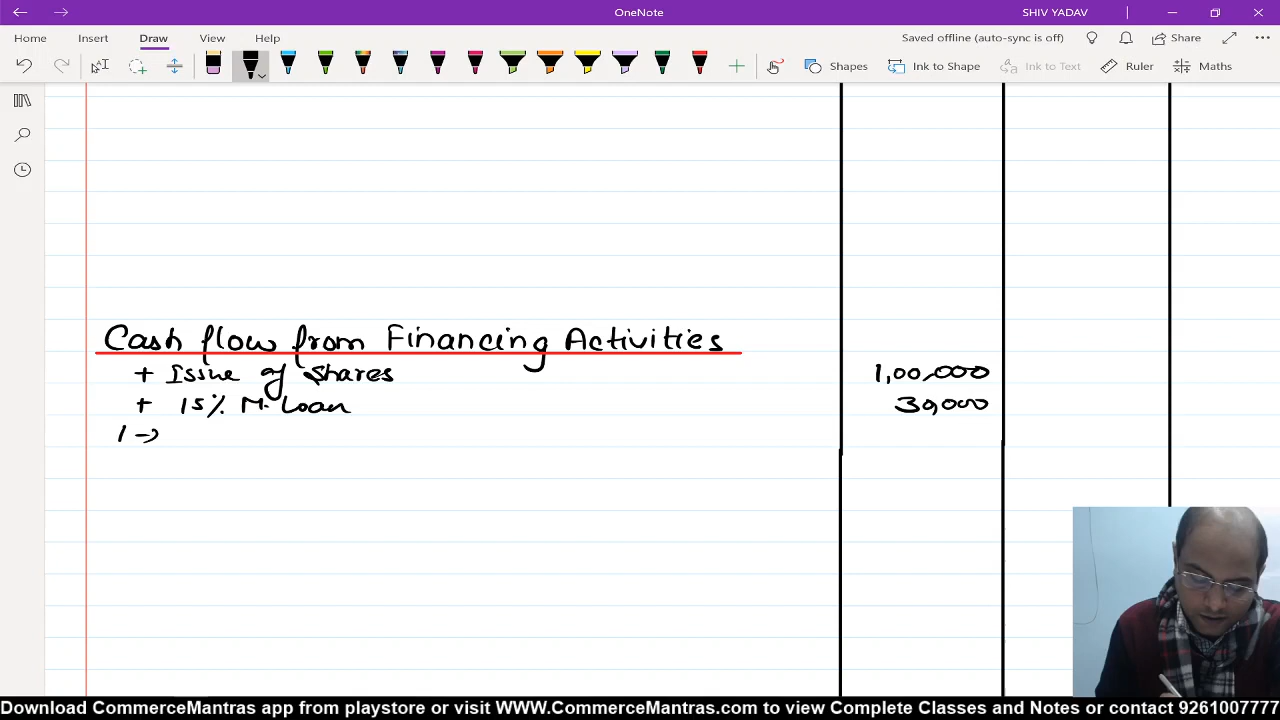 OneNote
SHIV YADAV
Home Insert Draw View Help
Saved offline (auto-sync is off)
Share
Shapes
Ink to Shape
Ink to Text
Ruler
Maths
Cash flow from Financing Activities
+ Issue of Shares 1,00,000
+ 15% M. Loan 30,000
(→
Download CommerceMantras app from playstore or visit WWW.CommerceMantras.com to view Complete Classes and Notes or contact 9261007777